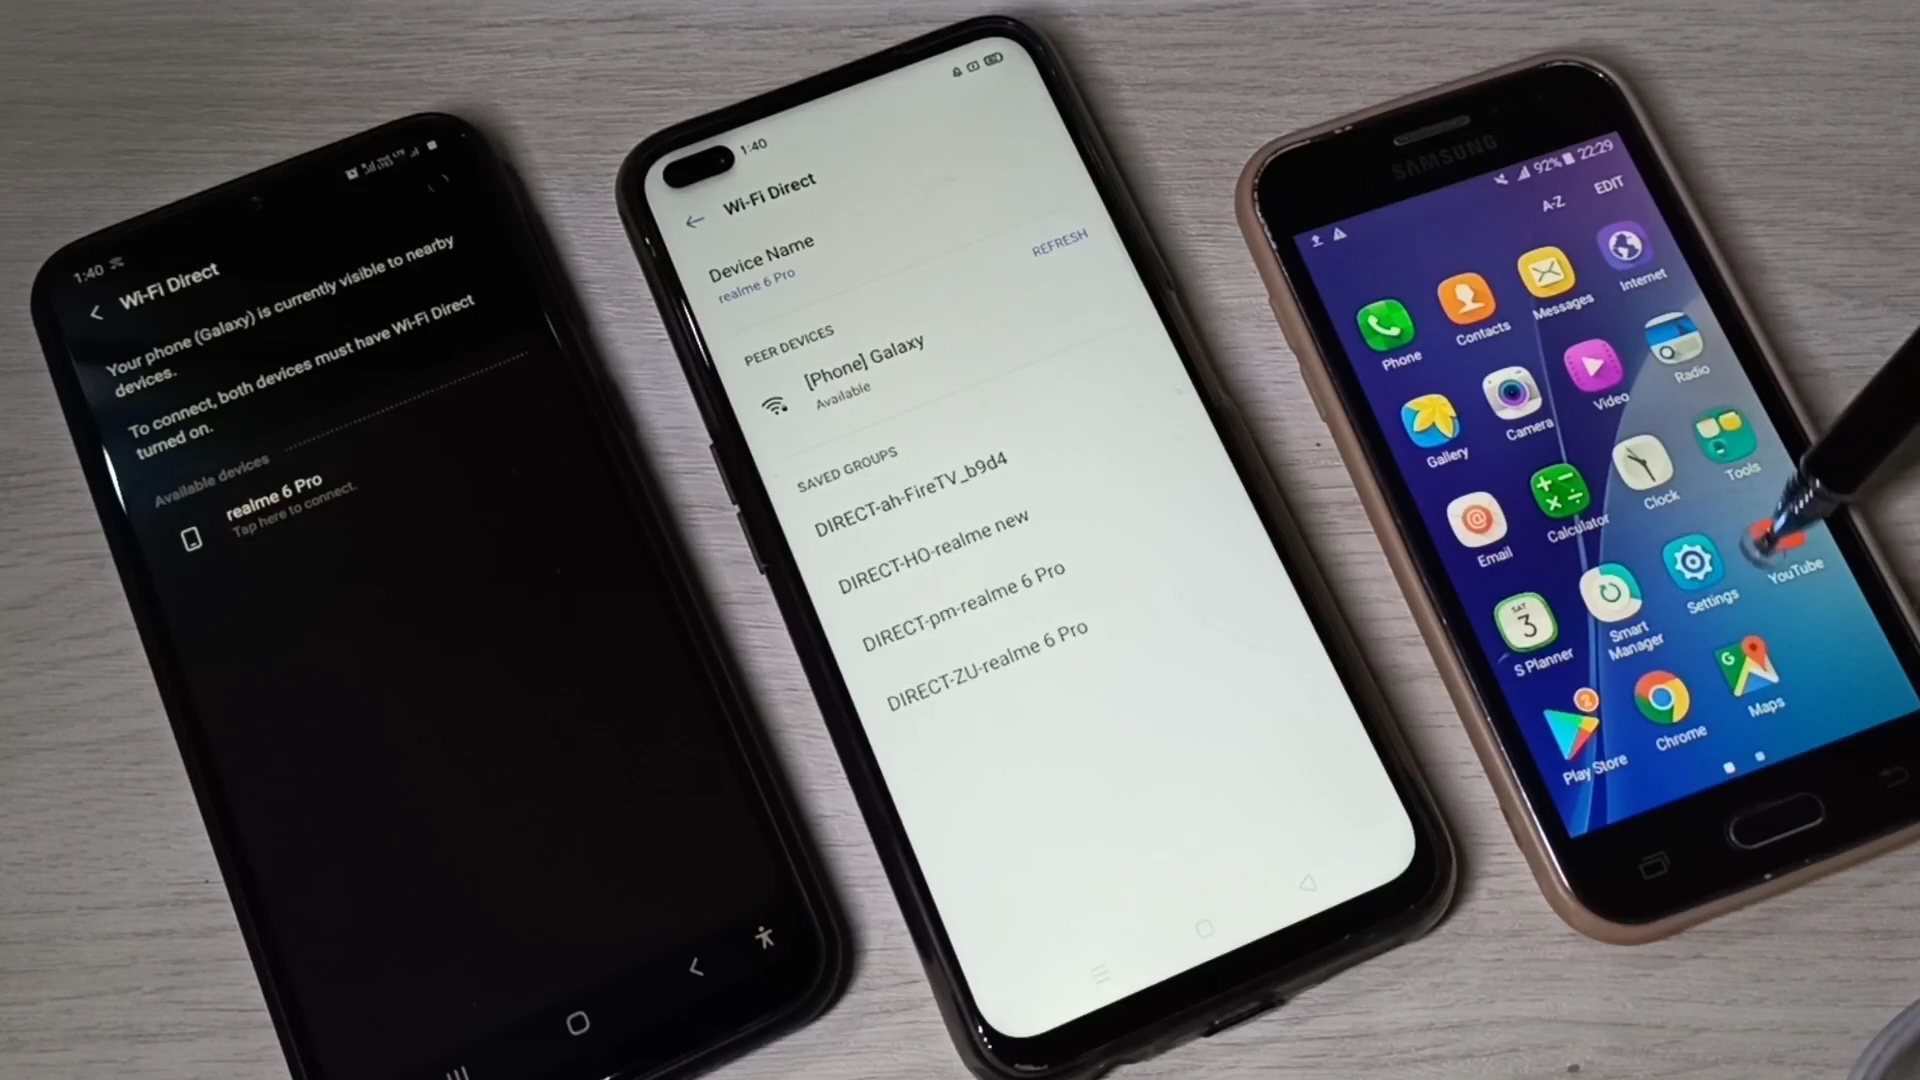 1:40
Wi-Fi Direct
Your phone (Galaxy) is currently visible to nearby
devices.
To connect, both devices must have Wi-Fi Direct
turned on.
Available devices
realme 6 Pro
Tap here to connect.
1:40
Wi-Fi Direct
Device Name
realme 6 Pro
REFRESH
PEER DEVICES
[Phone] Galaxy
Available
SAVED GROUPS
DIRECT-ah-FireTV_b9d4
DIRECT-HO-realme new
DIRECT-pm-realme 6 Pro
DIRECT-ZU-realme 6 Pro
SAMSUNG
92% 22:29
A-Z EDIT
Phone Contacts Messages Internet
Gallery Camera Video Radio
Email Calculator Clock Tools
SAT
3
S Planner Smart
Manager Settings YouTube
2
G
Play Store Chrome Maps